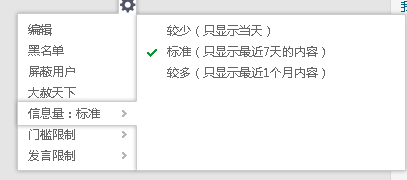 编辑
黑名单
屏蔽用户
大赦天下
信息量：标准
门槛限制
发言限制
较少（只显示当天）
标准（只显示最近7天的内容）
较多（只显示最近1个月内容）